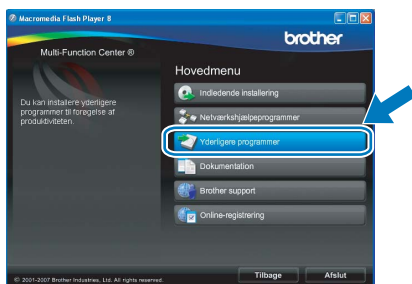 Macromedia Flash Player 8
brother
Multi-Function Center ®
Hovedmenu
Du kan installere yderligere
programmer til forøgelse af
produktiviteten.
Indledende installering
Netværkshjælpeprogrammer
Yderligere programmer
Dokumentation
Brother support
Online-registrering
© 2001-2007 Brother Industries, Ltd. All rights reserved.
Tilbage
Afslut